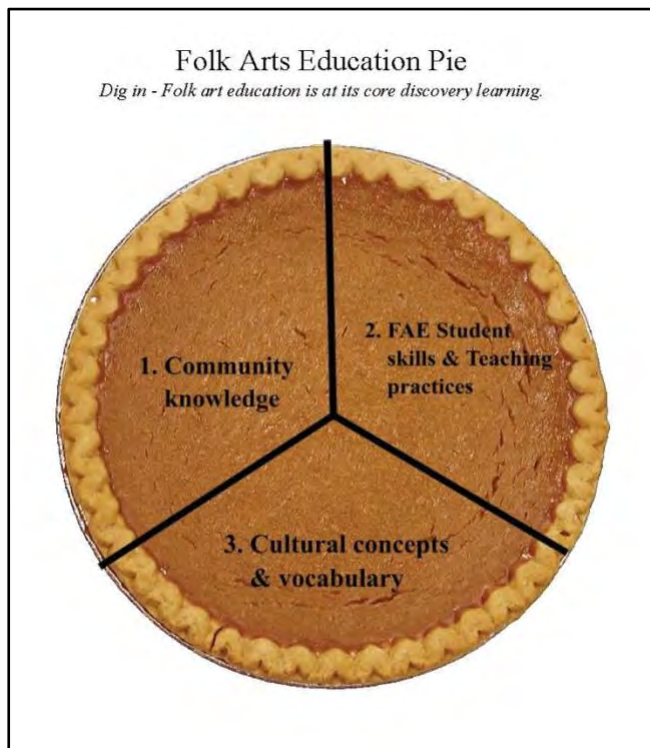 Folk Arts Education Pie
Dig in - Folk art education is at its core discovery learning.
1. Community
knowledge
2. FAE Student
skills & Teaching
practices
3. Cultural concepts
& vocabulary